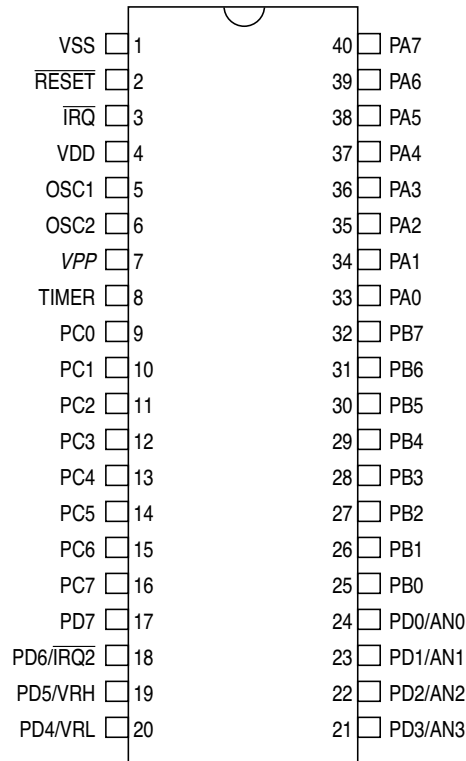 VSS 1 40 PA7
RESET 2 39 PA6
IRQ 3 38 PA5
VDD 4 37 PA4
OSC1 5 36 PA3
OSC2 6 35 PA2
VPP 7 34 PA1
TIMER 8 33 PA0
PC0 9 32 PB7
PC1 10 31 PB6
PC2 11 30 PB5
PC3 12 29 PB4
PC4 13 28 PB3
PC5 14 27 PB2
PC6 15 26 PB1
PC7 16 25 PB0
PD7 17 24 PD0/AN0
PD6/IRQ2 18 23 PD1/AN1
PD5/VRH 19 22 PD2/AN2
PD4/VRL 20 21 PD3/AN3